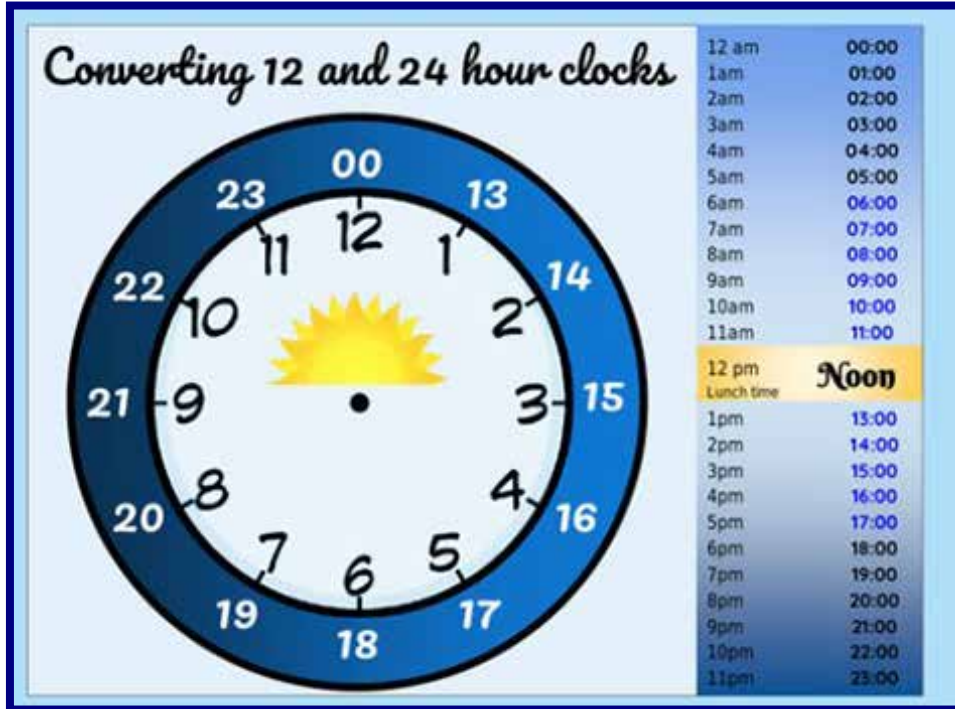 Converting 12 and 24 hour clocks
00
23
13
12
11
1
22
14
10
2
21
9
3
15
8
4
20
16
7
5
6
19
17
18
12 am 00:00
1am 01:00
2am 02:00
3am 03:00
4am 04:00
5am 05:00
6am 06:00
7am 07:00
8am 08:00
9am 09:00
10am 10:00
11am 11:00
12 pm Noon
Lunch time
1pm 13:00
2pm 14:00
3pm 15:00
4pm 16:00
5pm 17:00
6pm 18:00
7pm 19:00
8pm 20:00
9pm 21:00
10pm 22:00
11pm 23:00